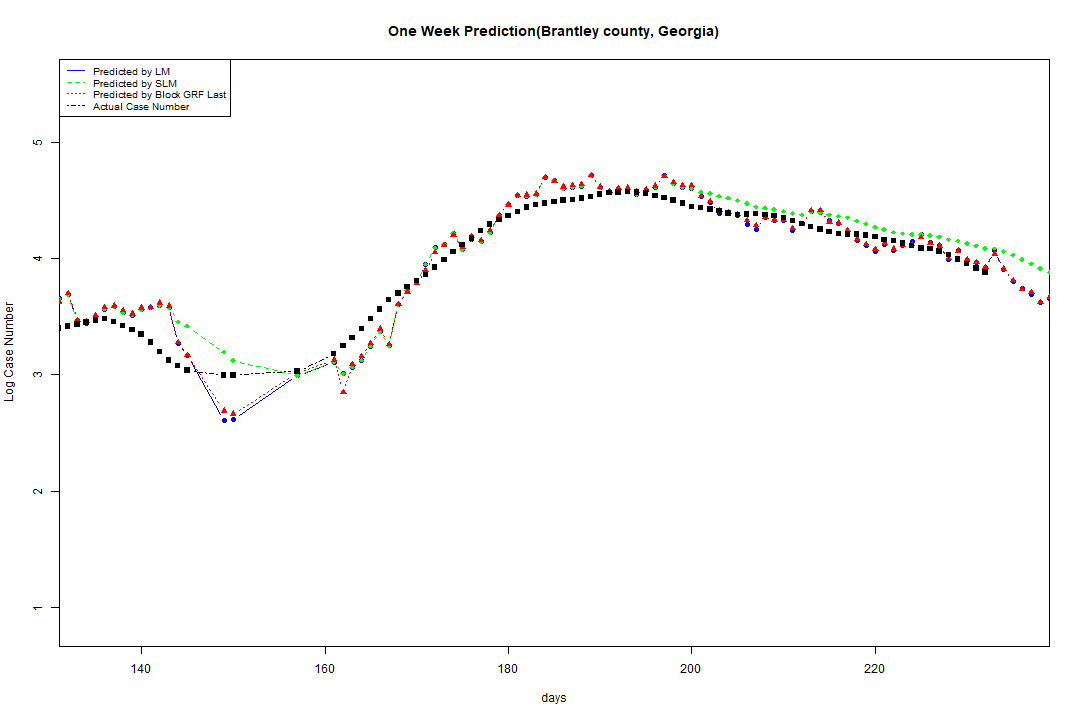 One Week Prediction(Brantley county, Georgia)
Predicted by LM
Predicted by SLM
Predicted by Block GRF Last
Actual Case Number
5
4
3
2
1
Log Case Number
140 160 180 200 220
days